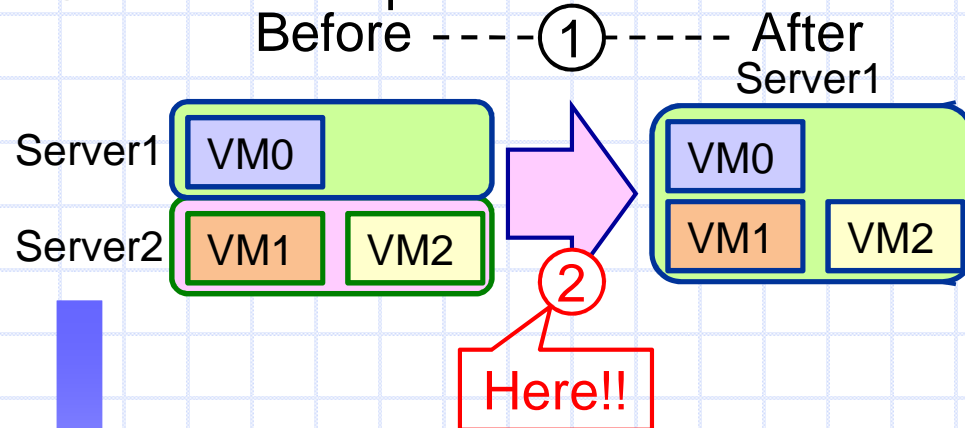 Before ----①----- After
Server1
Server1 VM0
VM0
Server2 VM1 VM2
VM1 VM2
②
Here!!